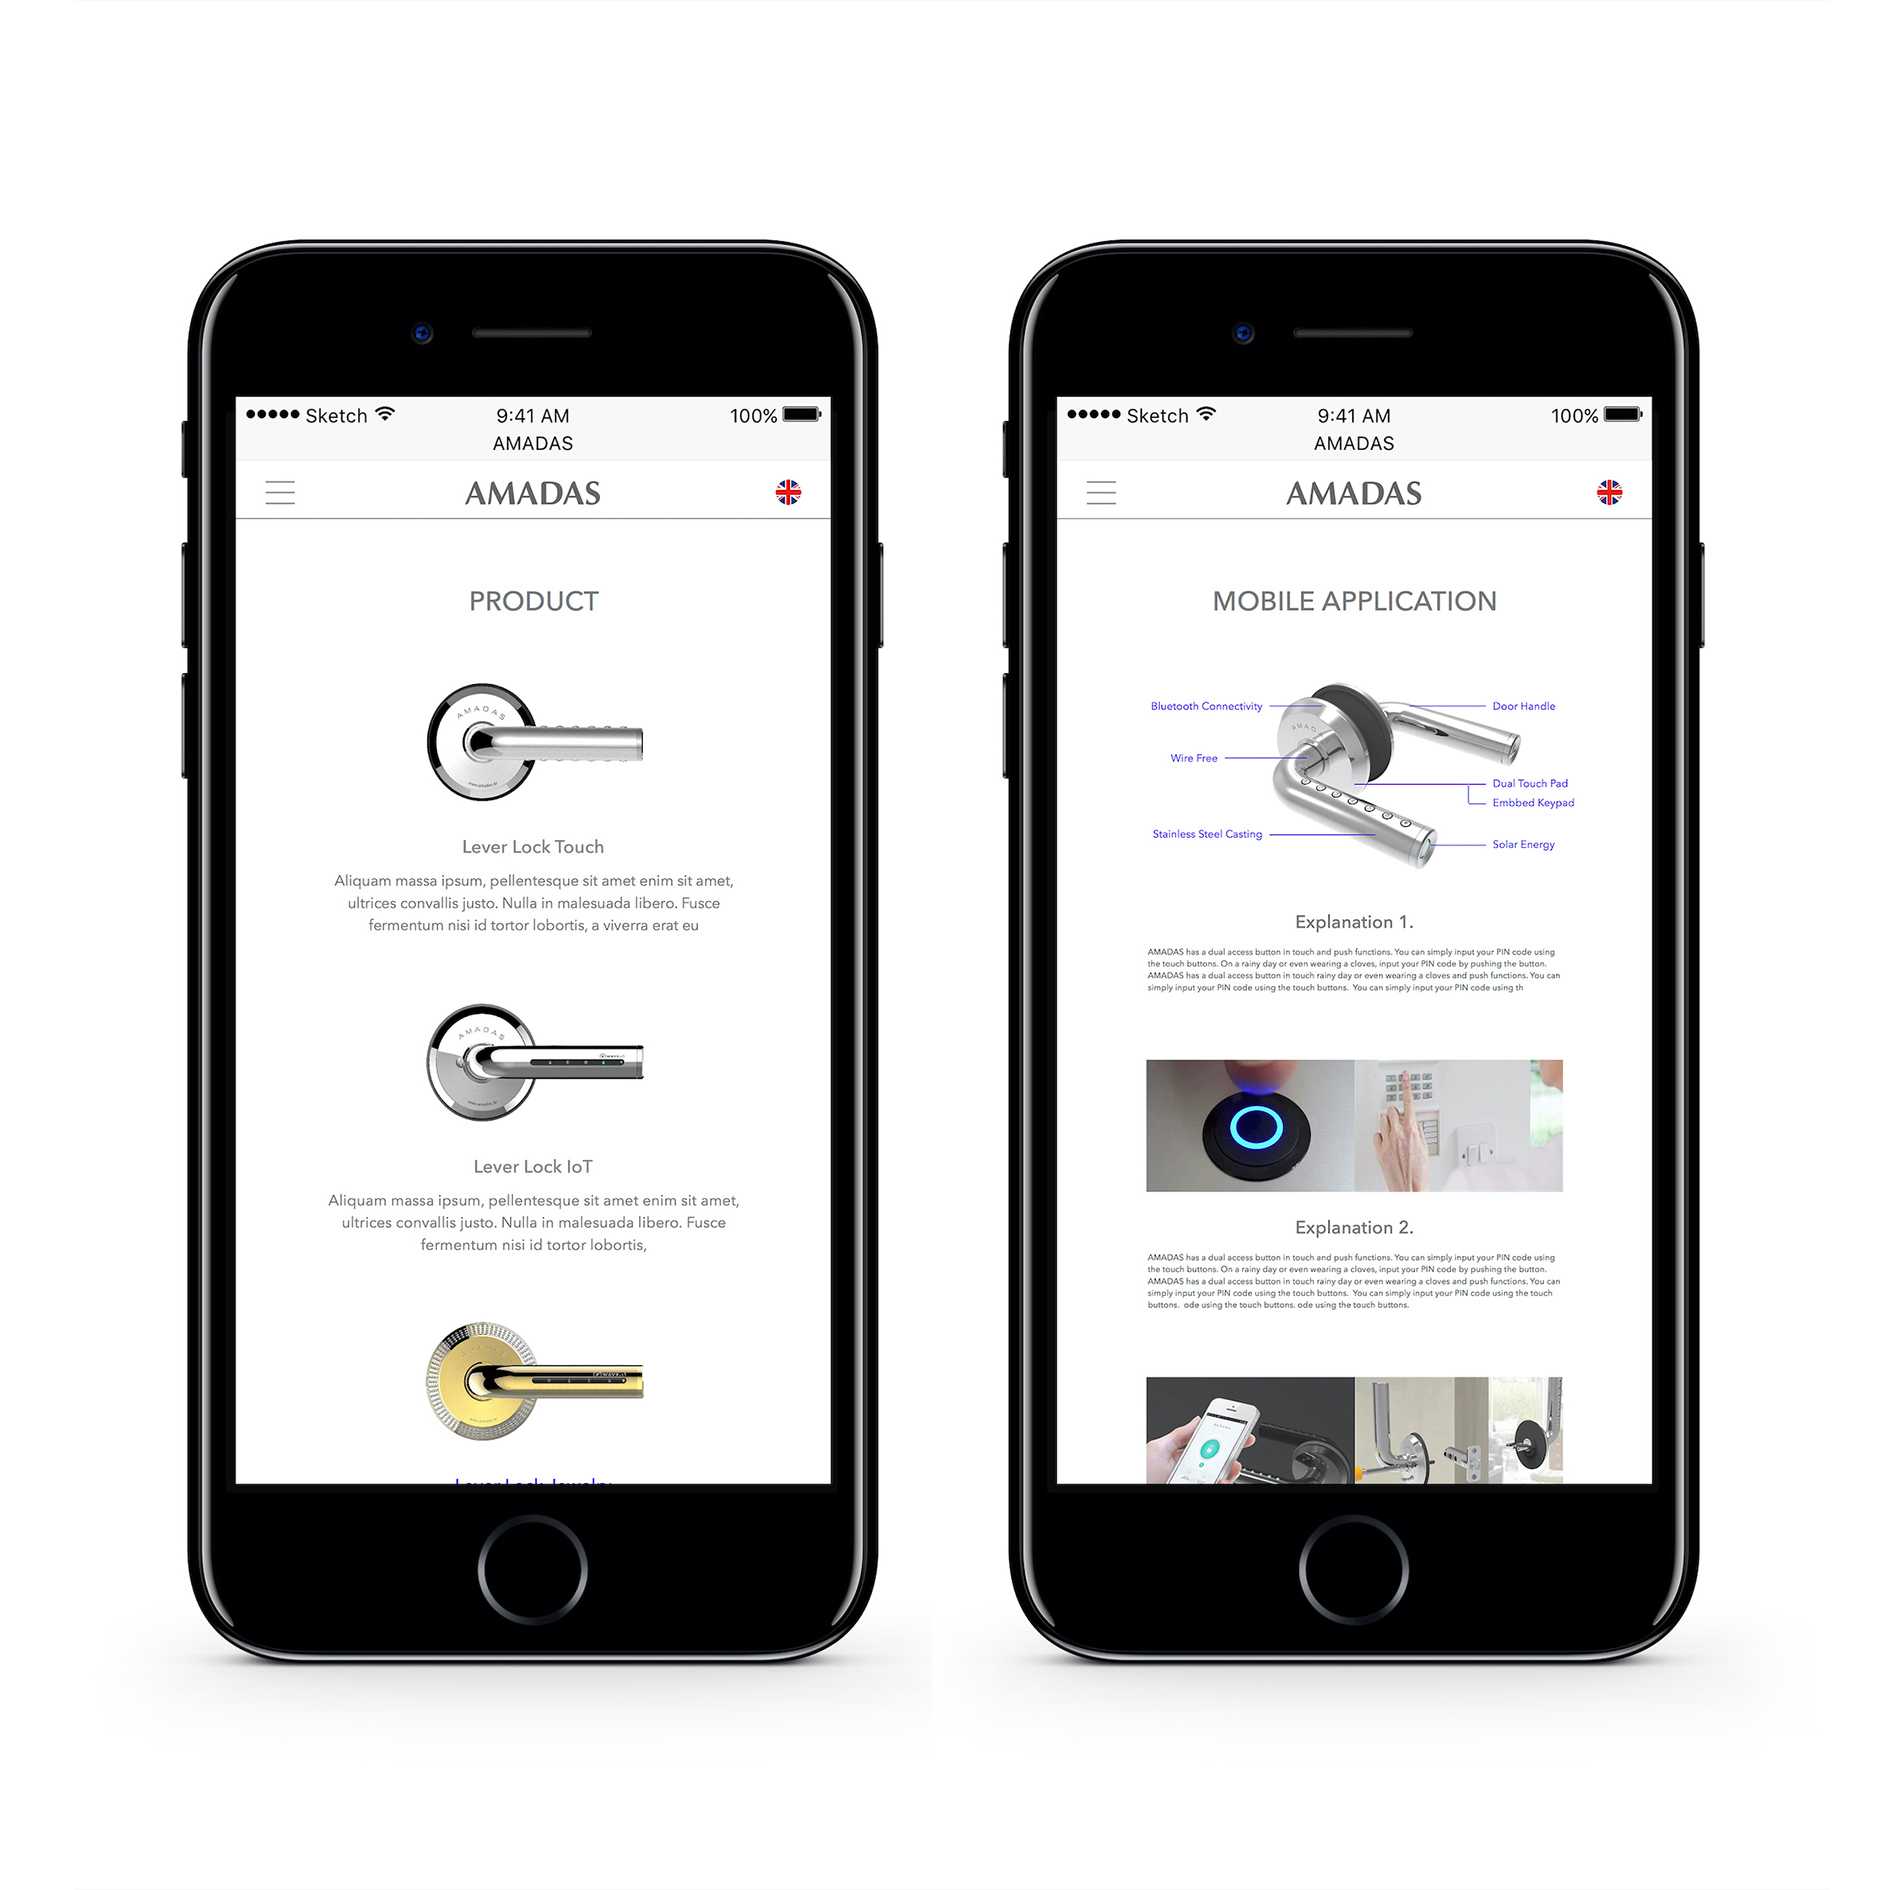 Sketch
9:41 AM
100%
AMADAS
AMADAS
PRODUCT
AMADAS
Lever Lock Touch
Aliquam massa ipsum, pellentesque sit amet enim sit amet,
ultrices convallis justo. Nulla in malesuada libero. Fusce
fermentum nisi id tortor lobortis, a viverra erat eu
AMADAS
Lever Lock IoT
Aliquam massa ipsum, pellentesque sit amet enim sit amet,
ultrices convallis justo. Nulla in malesuada libero. Fusce
fermentum nisi id tortor lobortis,
Lever Lock Jewelry
Sketch
9:41 AM
100%
AMADAS
AMADAS
MOBILE APPLICATION
Bluetooth Connectivity
Door Handle
Wire Free
Dual Touch Pad
Embbed Keypad
Stainless Steel Casting
Solar Energy
Explanation 1.
AMADAS has a dual access button in touch and push functions. You can simply input your PIN code using
the touch buttons. On a rainy day or even wearing a cloves, input your PIN code by pushing the button.
AMADAS has a dual access button in touch rainy day or even wearing a cloves and push functions. You can
simply input your PIN code using the touch buttons. You can simply input your PIN code using th
Explanation 2.
AMADAS has a dual access button in touch and push functions. You can simply input your PIN code using
the touch buttons. On a rainy day or even wearing a cloves, input your PIN code by pushing the button.
AMADAS has a dual access button in touch rainy day or even wearing a cloves and push functions. You can
simply input your PIN code using the touch buttons. You can simply input your PIN code using the touch
buttons. ode using the touch buttons. ode using the touch buttons.